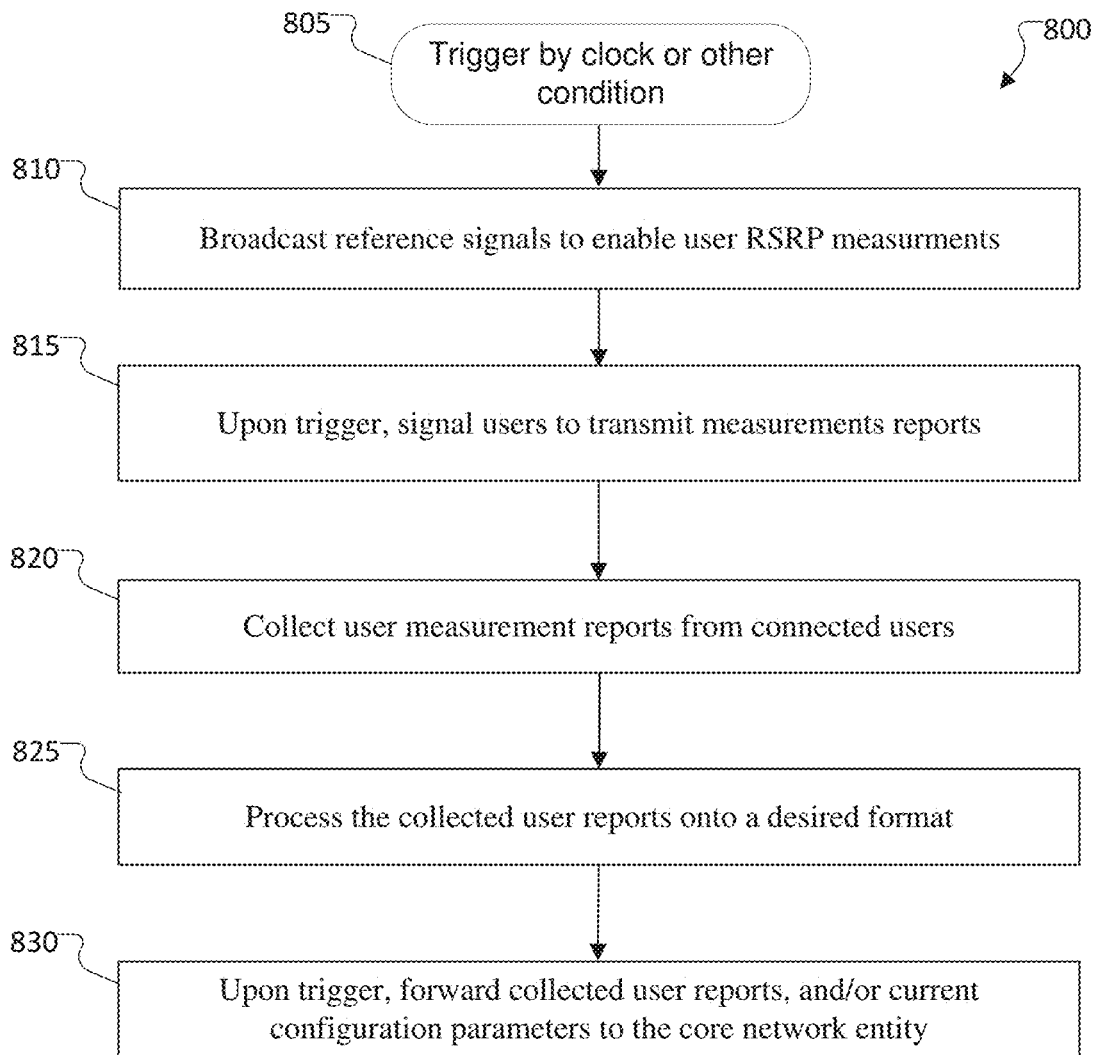 805
Trigger by clock or other
condition
800
810
Broadcast reference signals to enable user RSRP measurments
815
Upon trigger, signal users to transmit measurements reports
820
Collect user measurement reports from connected users
825
Process the collected user reports onto a desired format
830
Upon trigger, forward collected user reports, and/or current
configuration parameters to the core network entity